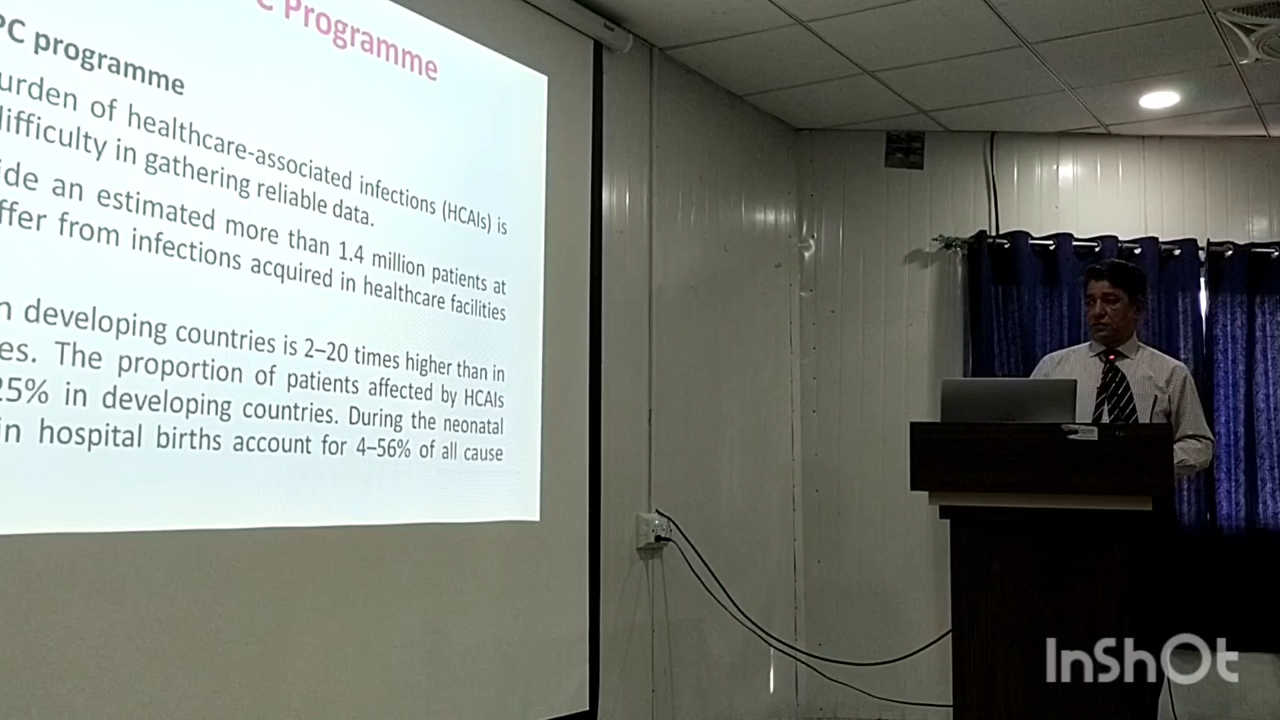 C Programme
PC programme
urden of healthcare-associated infections (HCAIs) is
difficulty in gathering reliable data.
ide an estimated more than 1.4 million patients at
ffer from infections acquired in healthcare facilities
n developing countries is 2–20 times higher than in
es. The proportion of patients affected by HCAIs
25% in developing countries. During the neonatal
in hospital births account for 4–56% of all cause
InShOt